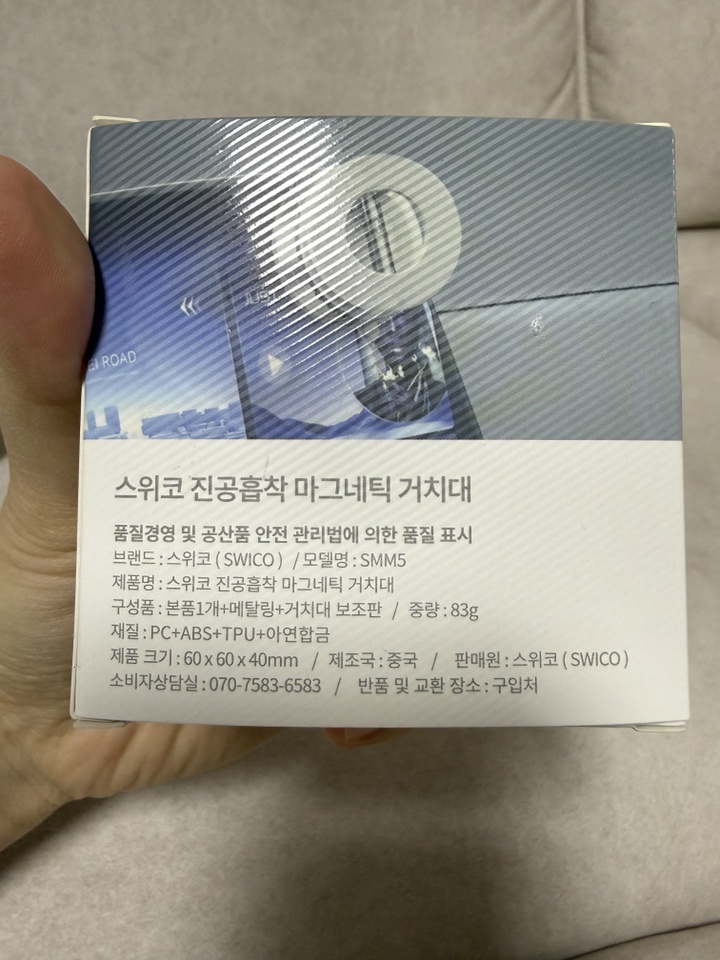 EI ROAD
스위코 진공흡착 마그네틱 거치대
품질경영 및 공산품 안전 관리법에 의한 품질 표시
브랜드 : 스위코 ( SWICO ) / 모델명 : SMM5
제품명 : 스위코 진공흡착 마그네틱 거치대
구성품 : 본품1개+메탈링+거치대 보조판 / 중량 : 83g
재질 : PC+ABS+TPU+아연합금
제품 크기 : 60 x 60 x 40mm / 제조국 : 중국 / 판매원 : 스위코 ( SWICO )
소비자상담실 : 070-7583-6583 / 반품 및 교환 장소 : 구입처